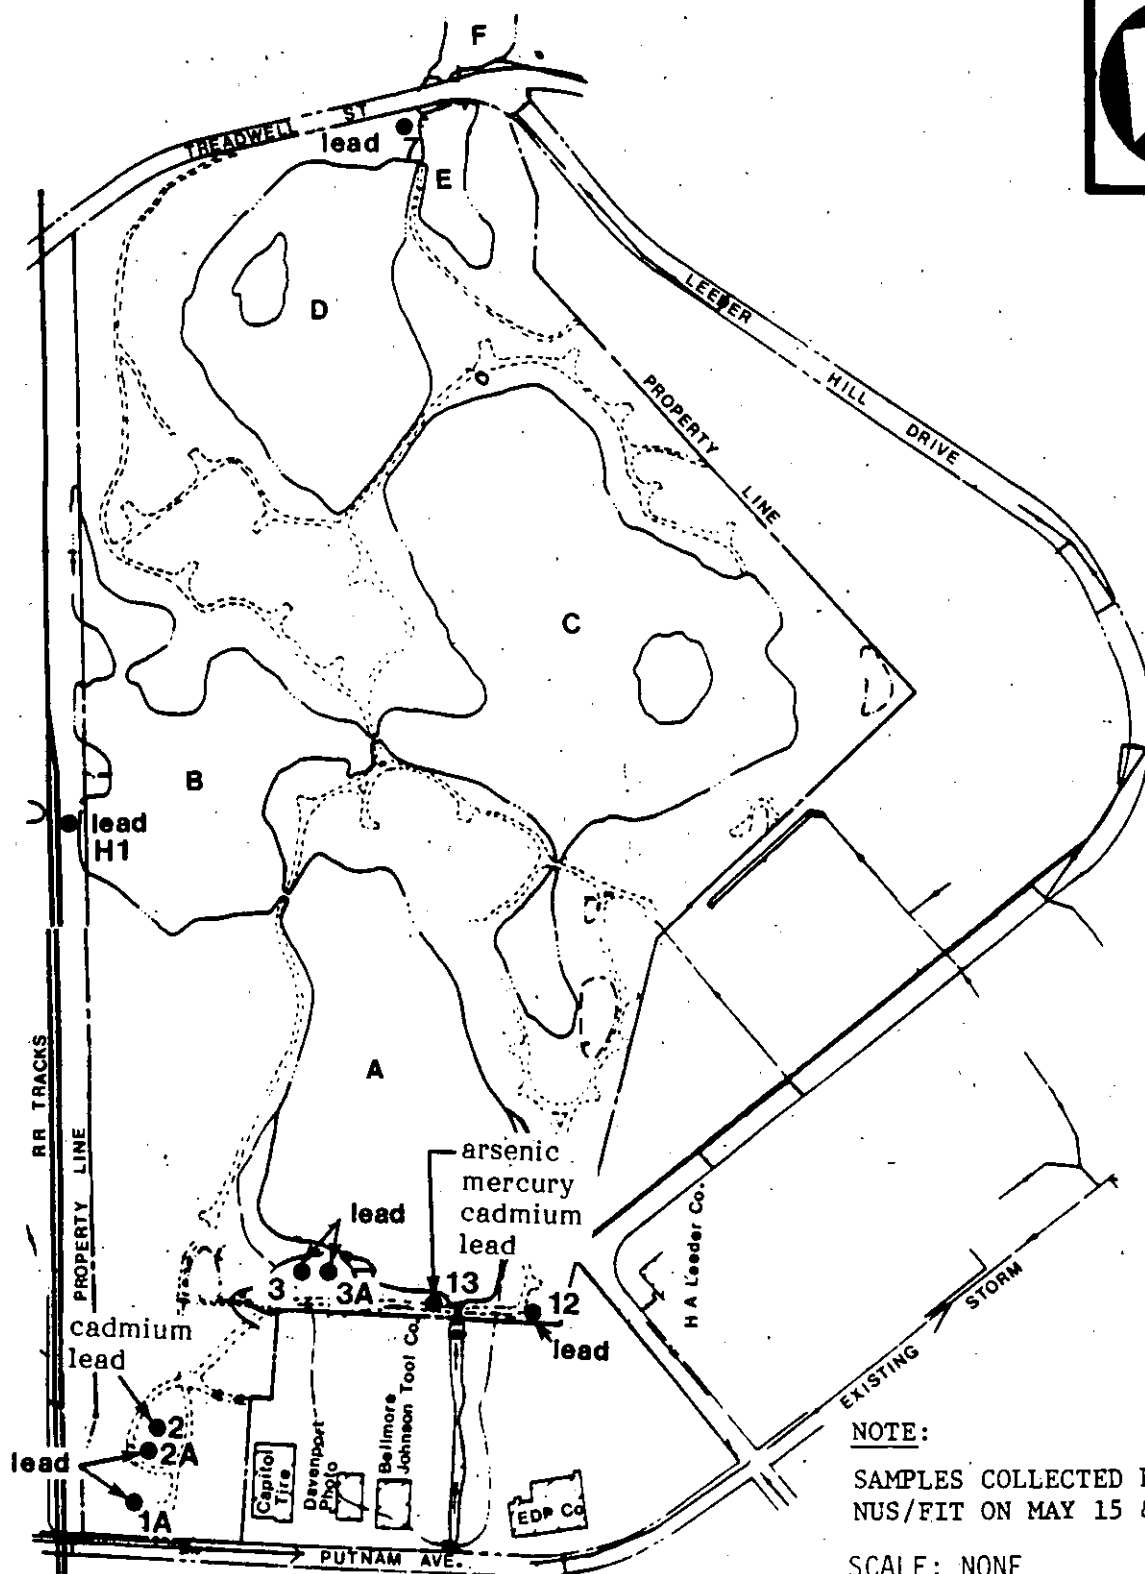 F
TREADWELL ST
lead
7
E
D
LEEDER HILL DRIVE
PROPERTY LINE
C
B
lead
H1
A
RR TRACKS
PROPERTY LINE
arsenic
mercury
cadmium
lead
lead
3
3A
13
12
lead
H A Leeder Co.
EXISTING STORM
cadmium
lead
2
2A
lead
1A
Capitol
Tire
Davenport
Photo
Bellmore
Johnson Tool Co.
EDP Co
PUTNAM AVE.
NOTE:
SAMPLES COLLECTED
NUS/FIT ON MAY 15 &
SCALE: NONE